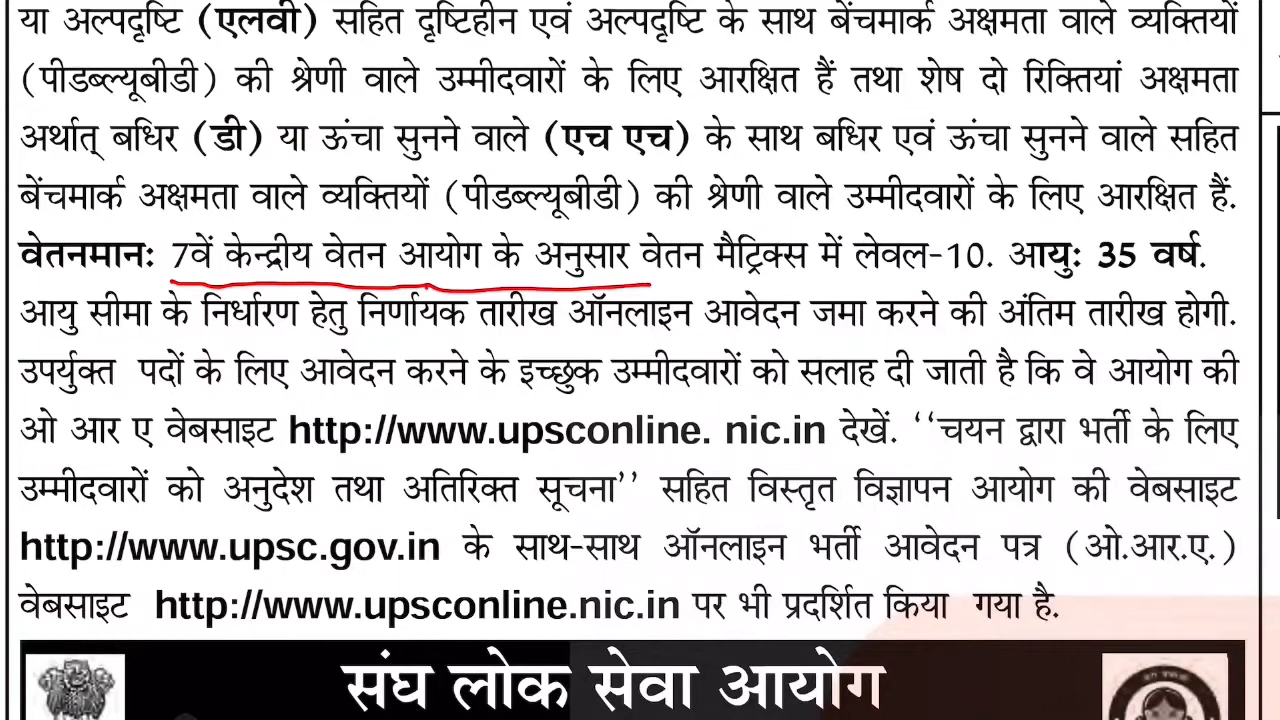 या अल्पदृष्टि (एलवी) सहित दृष्टिहीन एवं अल्पदृष्टि के साथ बेंचमार्क अक्षमता वाले व्यक्तियों
(पीडब्ल्यूबीडी) की श्रेणी वाले उम्मीदवारों के लिए आरक्षित हैं तथा शेष दो रिक्तियां अक्षमता
अर्थात् बधिर (डी) या ऊंचा सुनने वाले (एच एच) के साथ बधिर एवं ऊंचा सुनने वाले सहित
बेंचमार्क अक्षमता वाले व्यक्तियों (पीडब्ल्यूबीडी) की श्रेणी वाले उम्मीदवारों के लिए आरक्षित हैं.
वेतनमानः 7वें केन्द्रीय वेतन आयोग के अनुसार वेतन मैट्रिक्स में लेवल-10. आयुः 35 वर्ष.
आयु सीमा के निर्धारण हेतु निर्णायक तारीख ऑनलाइन आवेदन जमा करने की अंतिम तारीख होगी.
उपर्युक्त पदों के लिए आवेदन करने के इच्छुक उम्मीदवारों को सलाह दी जाती है कि वे आयोग की
ओ आर ए वेबसाइट http://www.upsconline. nic.in देखें. ‘‘चयन द्वारा भर्ती के लिए
उम्मीदवारों को अनुदेश तथा अतिरिक्त सूचना’’ सहित विस्तृत विज्ञापन आयोग की वेबसाइट
http://www.upsc.gov.in के साथ-साथ ऑनलाइन भर्ती आवेदन पत्र (ओ.आर.ए.)
वेबसाइट http://www.upsconline.nic.in पर भी प्रदर्शित किया गया है.
संघ लोक सेवा आयोग